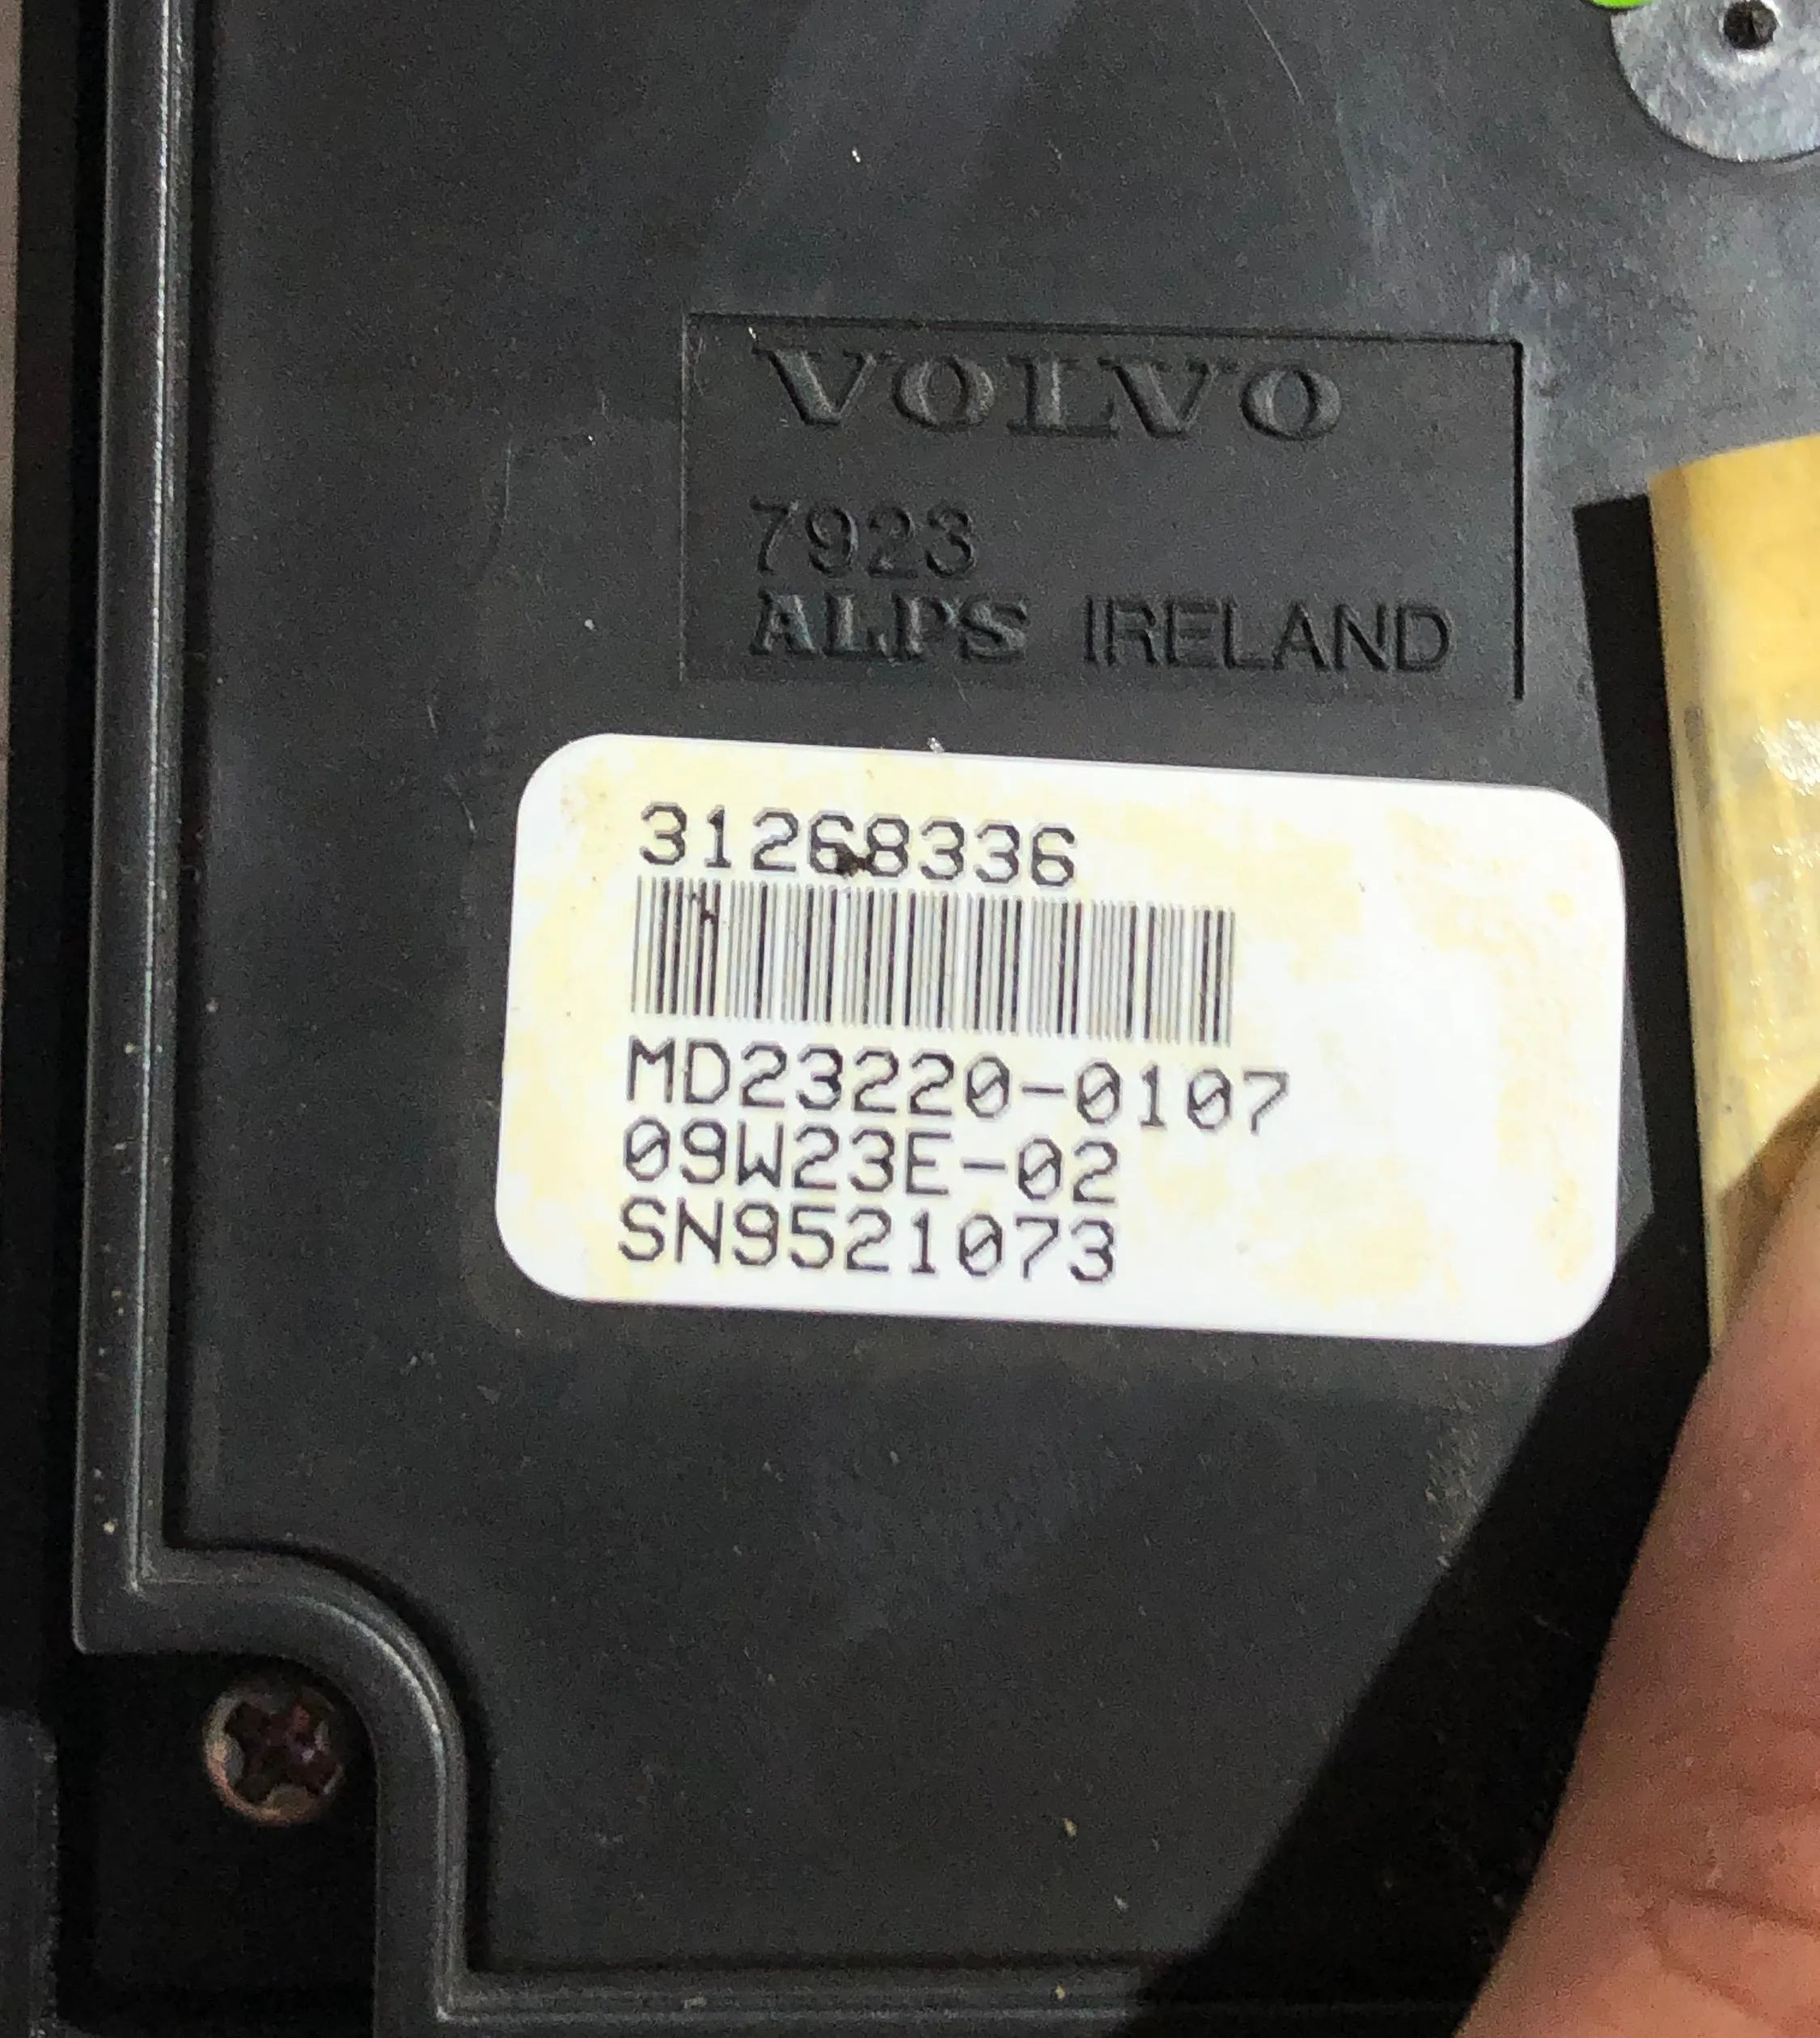 VOLVO
7923
ALPS IRELAND
31268336
MD23220-0107
09W23E-02
SN9521073